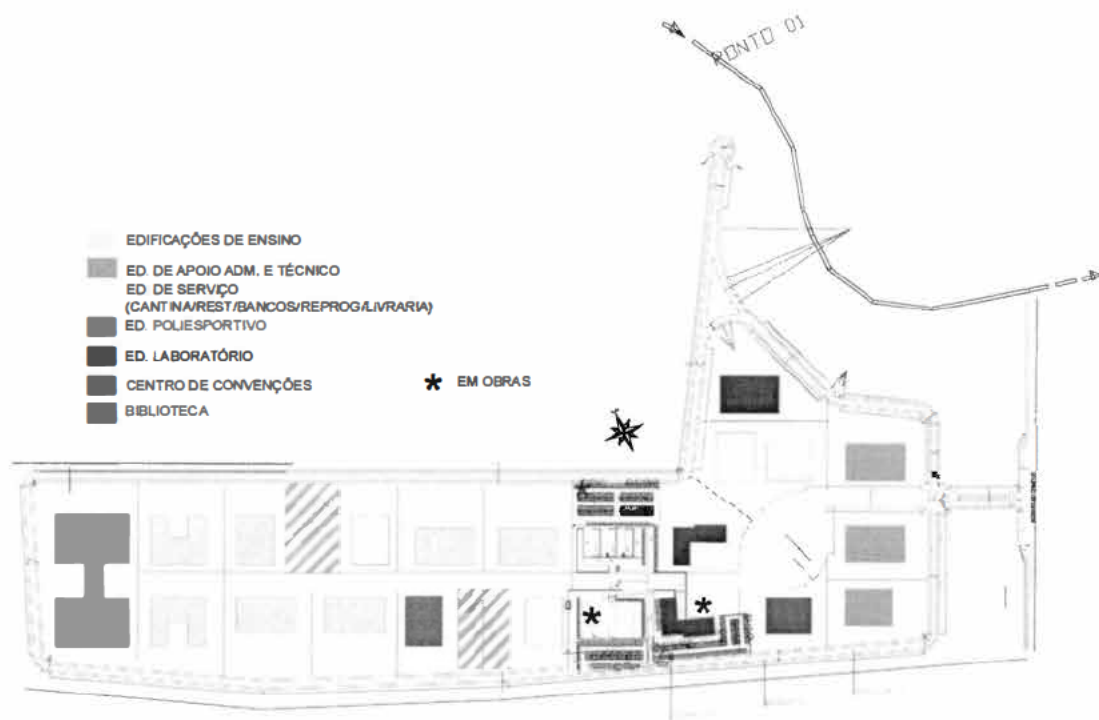 PONTO 01
EDIFICAÇÕES DE ENSINO
ED. DE APOIO ADM. E TÉCNICO
ED. DE SERVIÇO
(CANTINA/REST/BANCOS/REPROG/LIVRARIA)
ED. POLIESPORTIVO
ED. LABORATÓRIO
CENTRO DE CONVENÇÕES
EM OBRAS
BIBLIOTECA